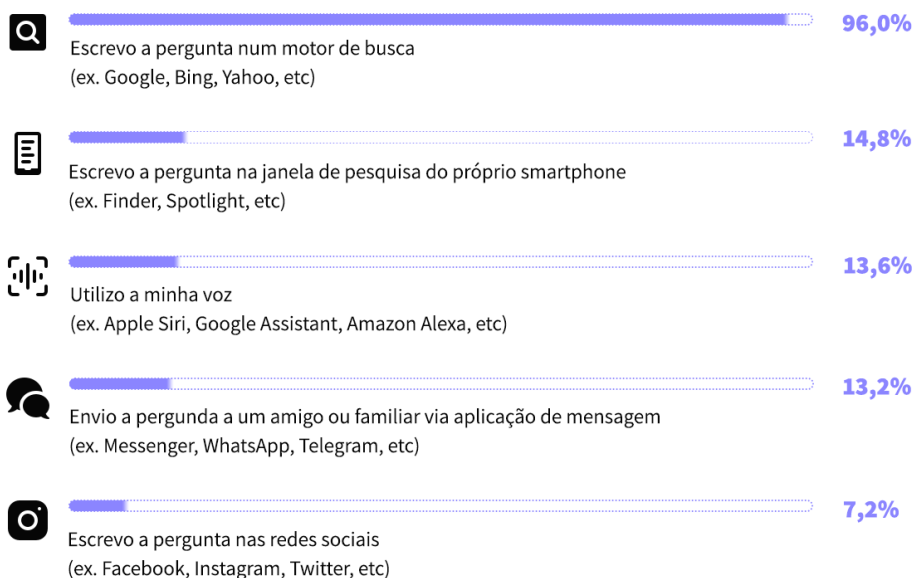 96,0%
Escrevo a pergunta num motor de busca
(ex. Google, Bing, Yahoo, etc)
14,8%
Escrevo a pergunta na janela de pesquisa do próprio smartphone
(ex. Finder, Spotlight, etc)
13,6%
Utilizo a minha voz
(ex. Apple Siri, Google Assistant, Amazon Alexa, etc)
13,2%
Envio a pergunda a um amigo ou familiar via aplicação de mensagem
(ex. Messenger, WhatsApp, Telegram, etc)
7,2%
Escrevo a pergunta nas redes sociais
(ex. Facebook, Instagram, Twitter, etc)